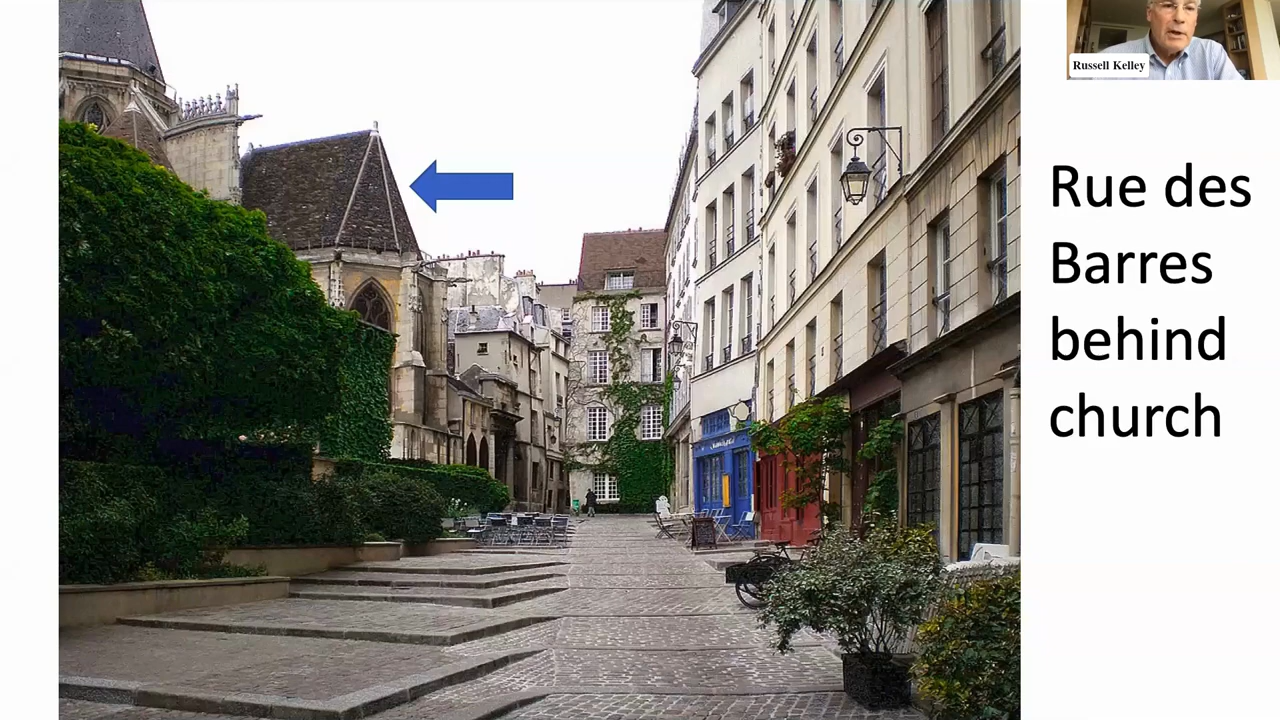 Russell Kelley
Rue des
Barres
behind
church